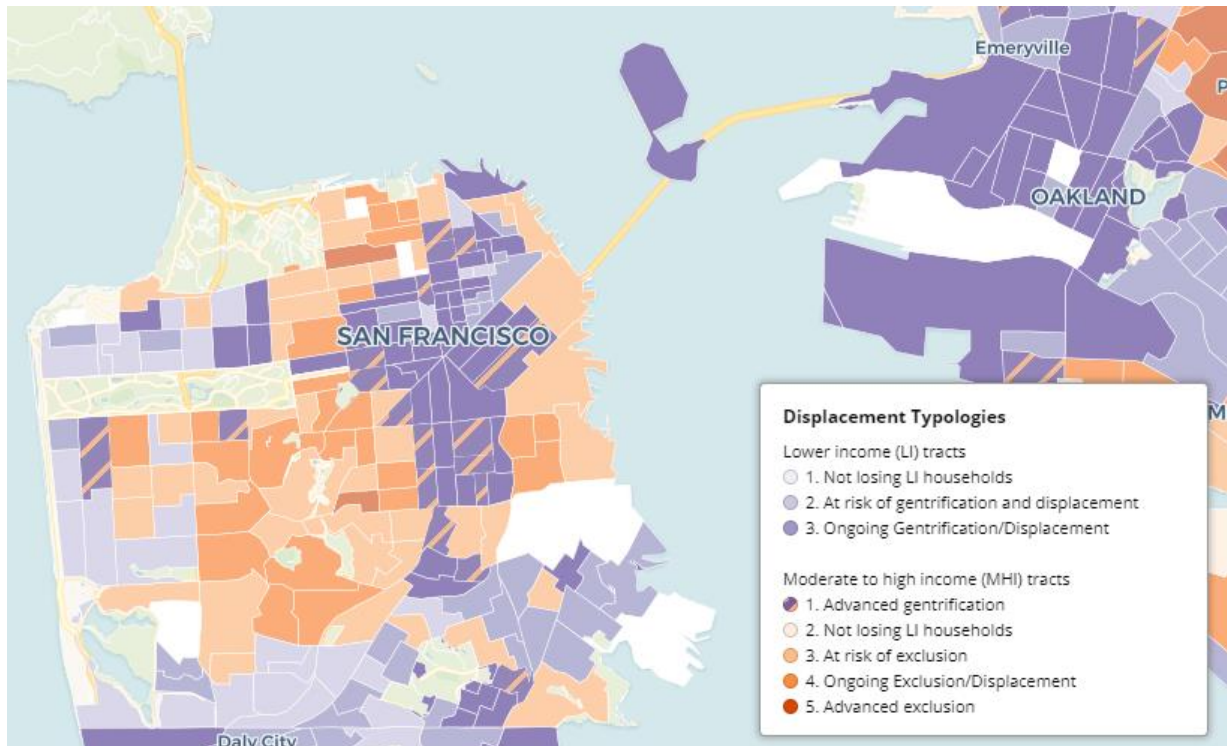 Emeryville
P
OAKLAND
SAN FRANCISCO
M
Displacement Typologies
Lower income (LI) tracts
1. Not losing LI households
2. At risk of gentrification and displacement
3. Ongoing Gentrification/Displacement
Moderate to high income (MHI) tracts
1. Advanced gentrification
2. Not losing LI households
3. At risk of exclusion
4. Ongoing Exclusion/Displacement
5. Advanced exclusion
Daly City